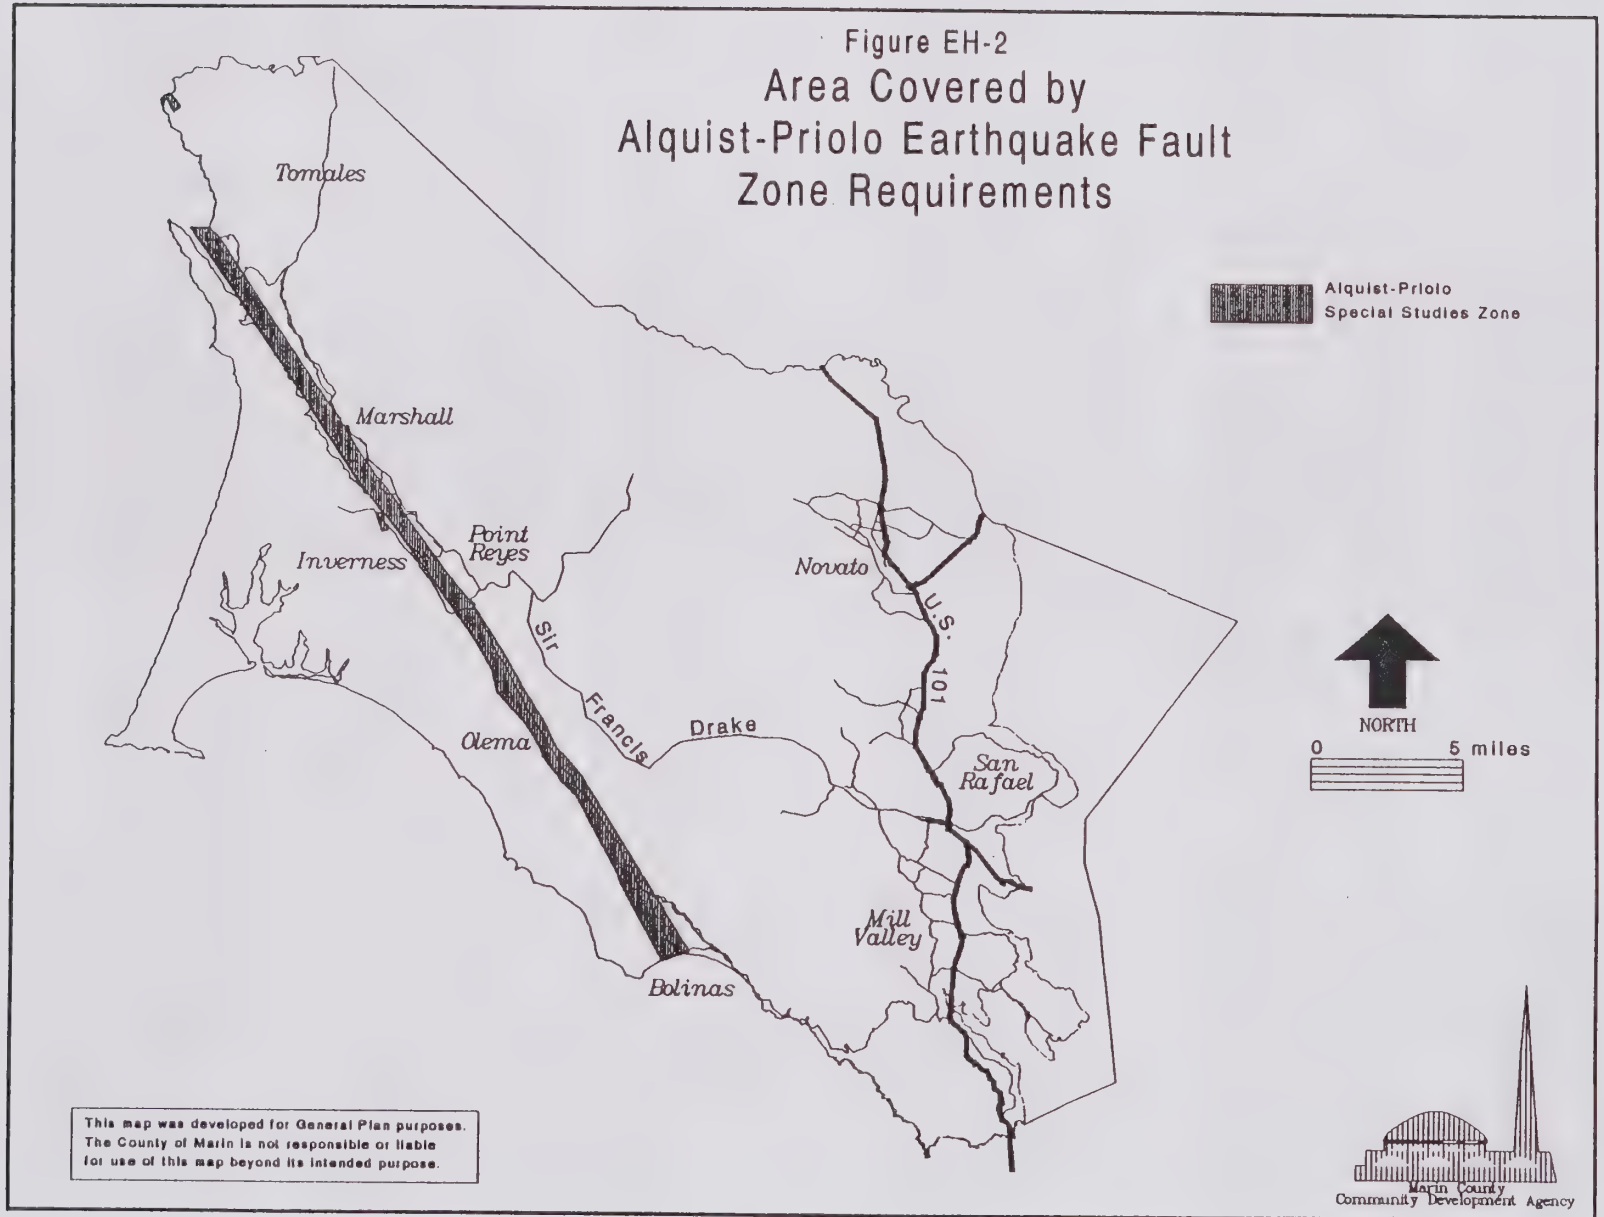 Figure EH-2
Area Covered by
Alquist-Priolo Earthquake Fault
Zone Requirements
Alquist-Priolo
Special Studies Zone
Tomales
Marshall
Point
Reyes
Inverness
Novato
U.S. 101
Sir Francis Drake
Olema
San
Rafael
Mill
Valley
Bolinas
NORTH
0 5 miles
This map was developed for General Plan purposes.
The County of Marin is not responsible or liable
for use of this map beyond its intended purpose.
Marin County
Community Development Agency